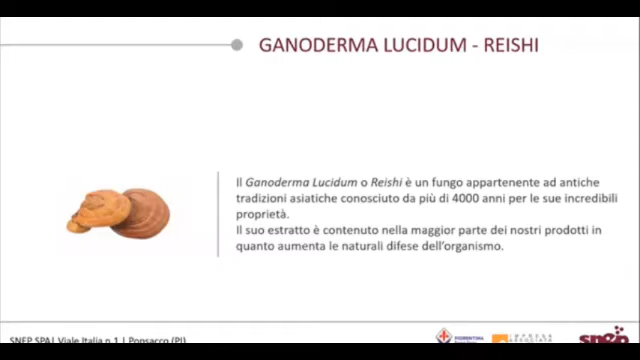 GANODERMA LUCIDUM - REISHI
Il Ganoderma Lucidum o Reishi è un fungo appartenente ad antiche
tradizioni asiatiche conosciuto da più di 4000 anni per le sue incredibili
proprietà.
Il suo estratto è contenuto nella maggior parte dei nostri prodotti in
quanto aumenta le naturali difese dell'organismo.
SNEP SPA| Viale Italia n.1 | Ponsacco (PI)
FIORENTINA
snep